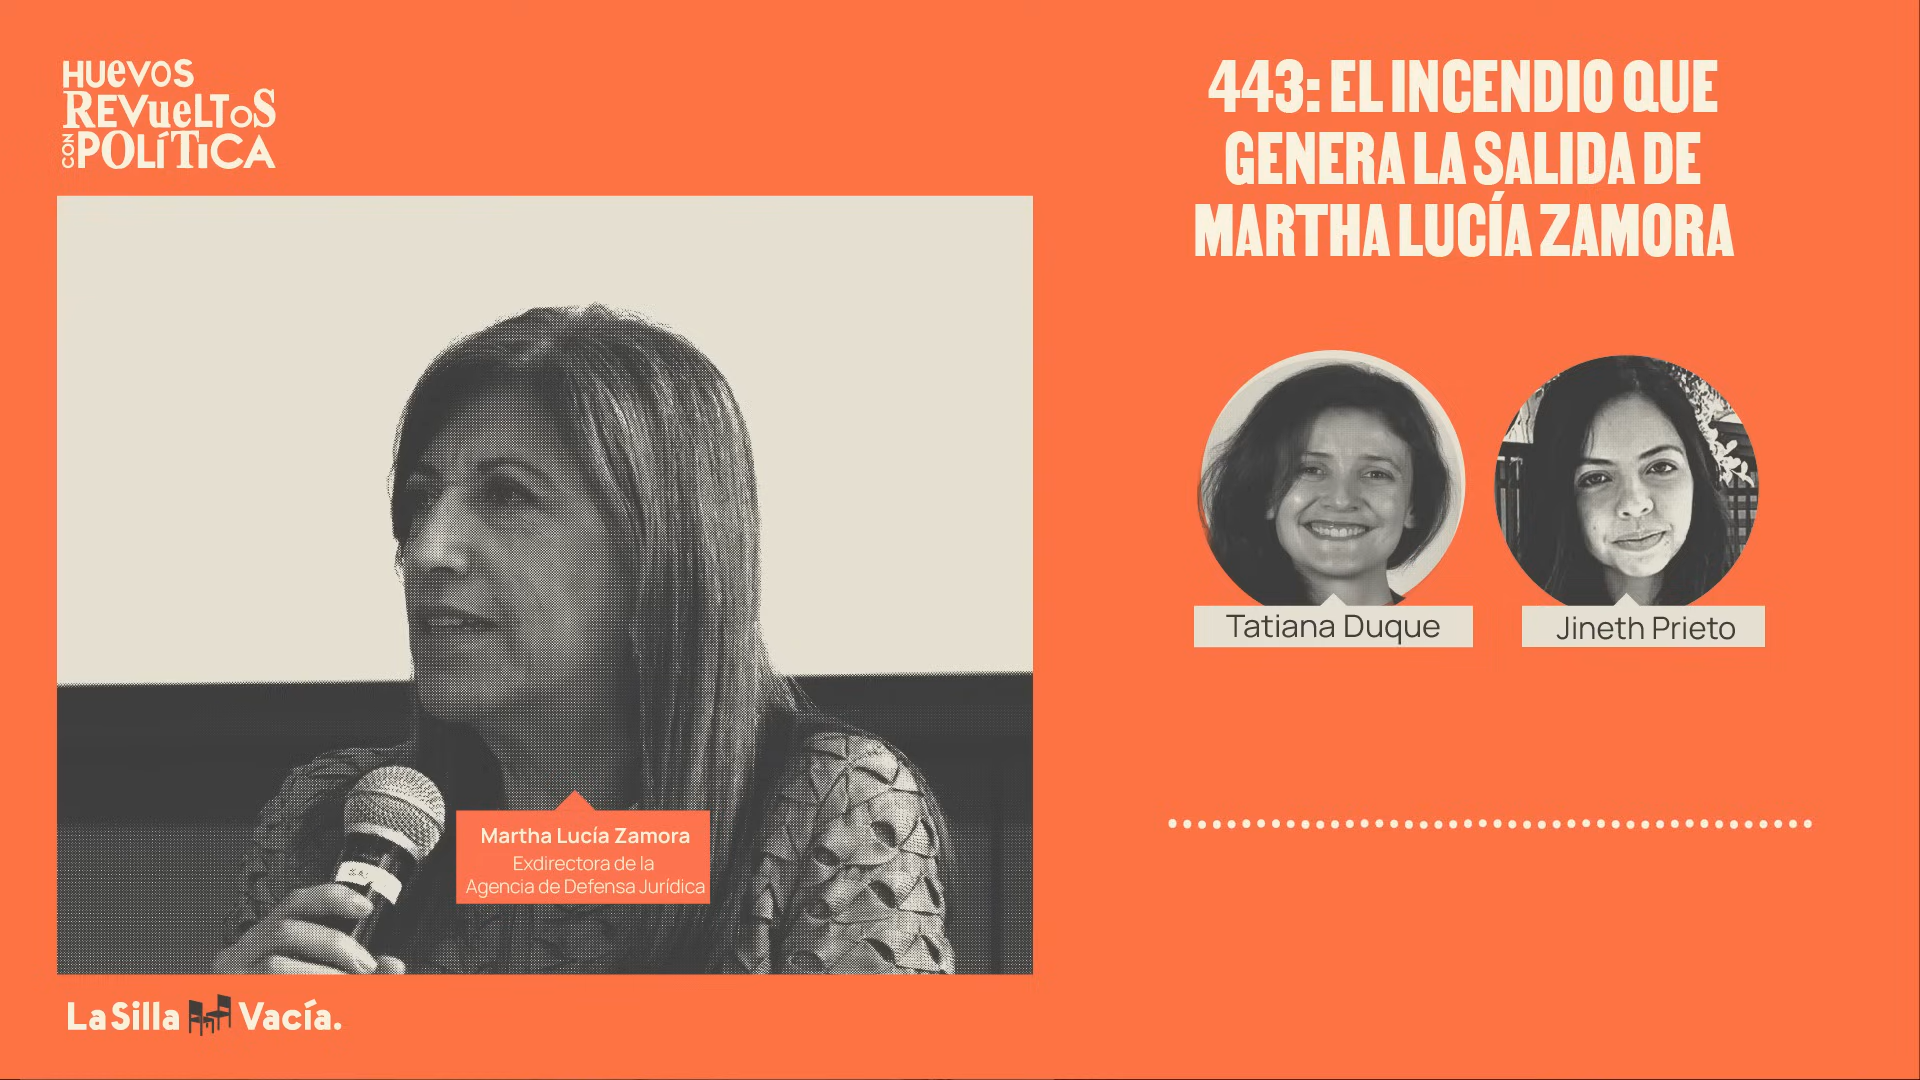 HUEVOS
REVUELTOS
CON POLÍTICA
443: EL INCENDIO QUE
GENERA LA SALIDA DE
MARTHA LUCÍA ZAMORA
Tatiana Duque
Jineth Prieto
Martha Lucía Zamora
Exdirectora de la
Agencia de Defensa Jurídica
La Silla Vacía.